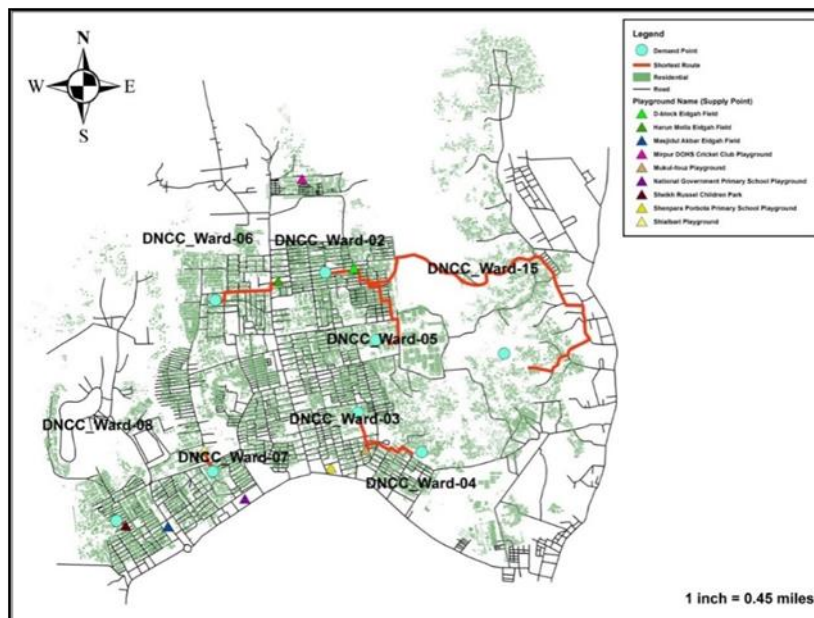 N
W E
S
Legend
Demand Point
Shortest Route
Residential
Road
Playground Name (Supply Point)
D-block Eidgah Field
Harun Molla Eidgah Field
Masjidul Akbar Eidgah Field
Mirpur DOHS Cricket Club Playground
Mukul-fouz Playground
National Government Primary School Playground
Sheikh Russel Children Park
Shenpara Porbota Primary School Playground
Shialbari Playground
DNCC_Ward-06
DNCC_Ward-02
DNCC_Ward-15
DNCC_Ward-05
DNCC_Ward-03
DNCC_Ward-08
DNCC_Ward-07
DNCC_Ward-04
1 inch = 0.45 miles